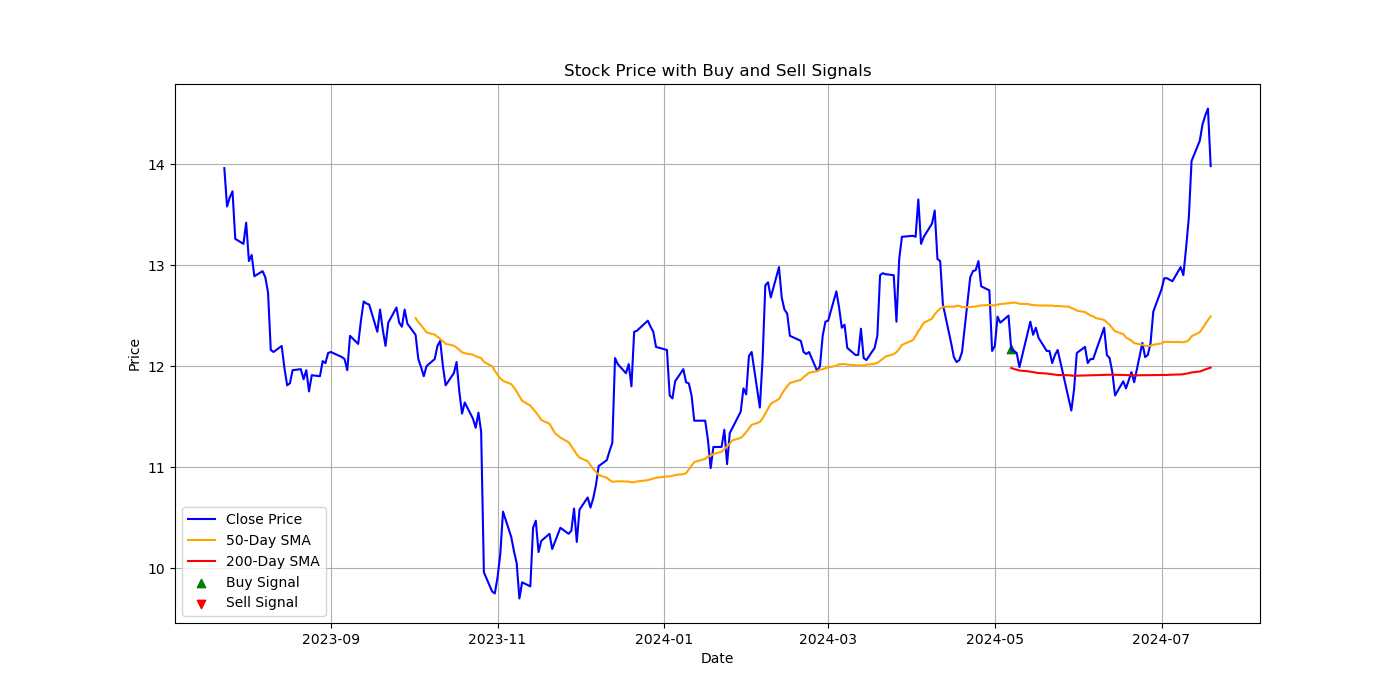 Stock Price with Buy and Sell Signals
Price
14
13
12
11
10
Close Price
50-Day SMA
200-Day SMA
Buy Signal
Sell Signal
2023-09
2023-11
2024-01
2024-03
2024-05
2024-07
Date